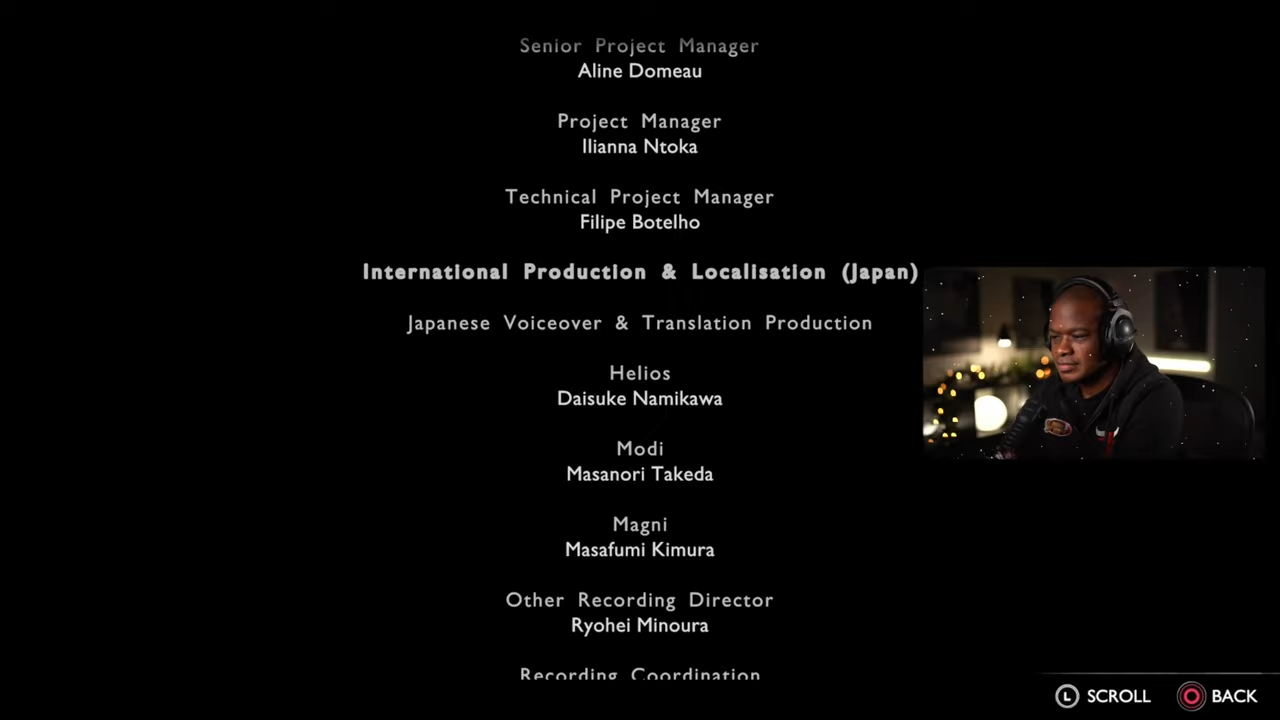 Senior Project Manager
Aline Domeau
Project Manager
Ilianna Ntoka
Technical Project Manager
Filipe Botelho
International Production & Localisation (Japan)
Japanese Voiceover & Translation Production
Helios
Daisuke Namikawa
Modi
Masanori Takeda
Magni
Masafumi Kimura
Other Recording Director
Ryohei Minoura
Recording Coordination
L SCROLL
BACK